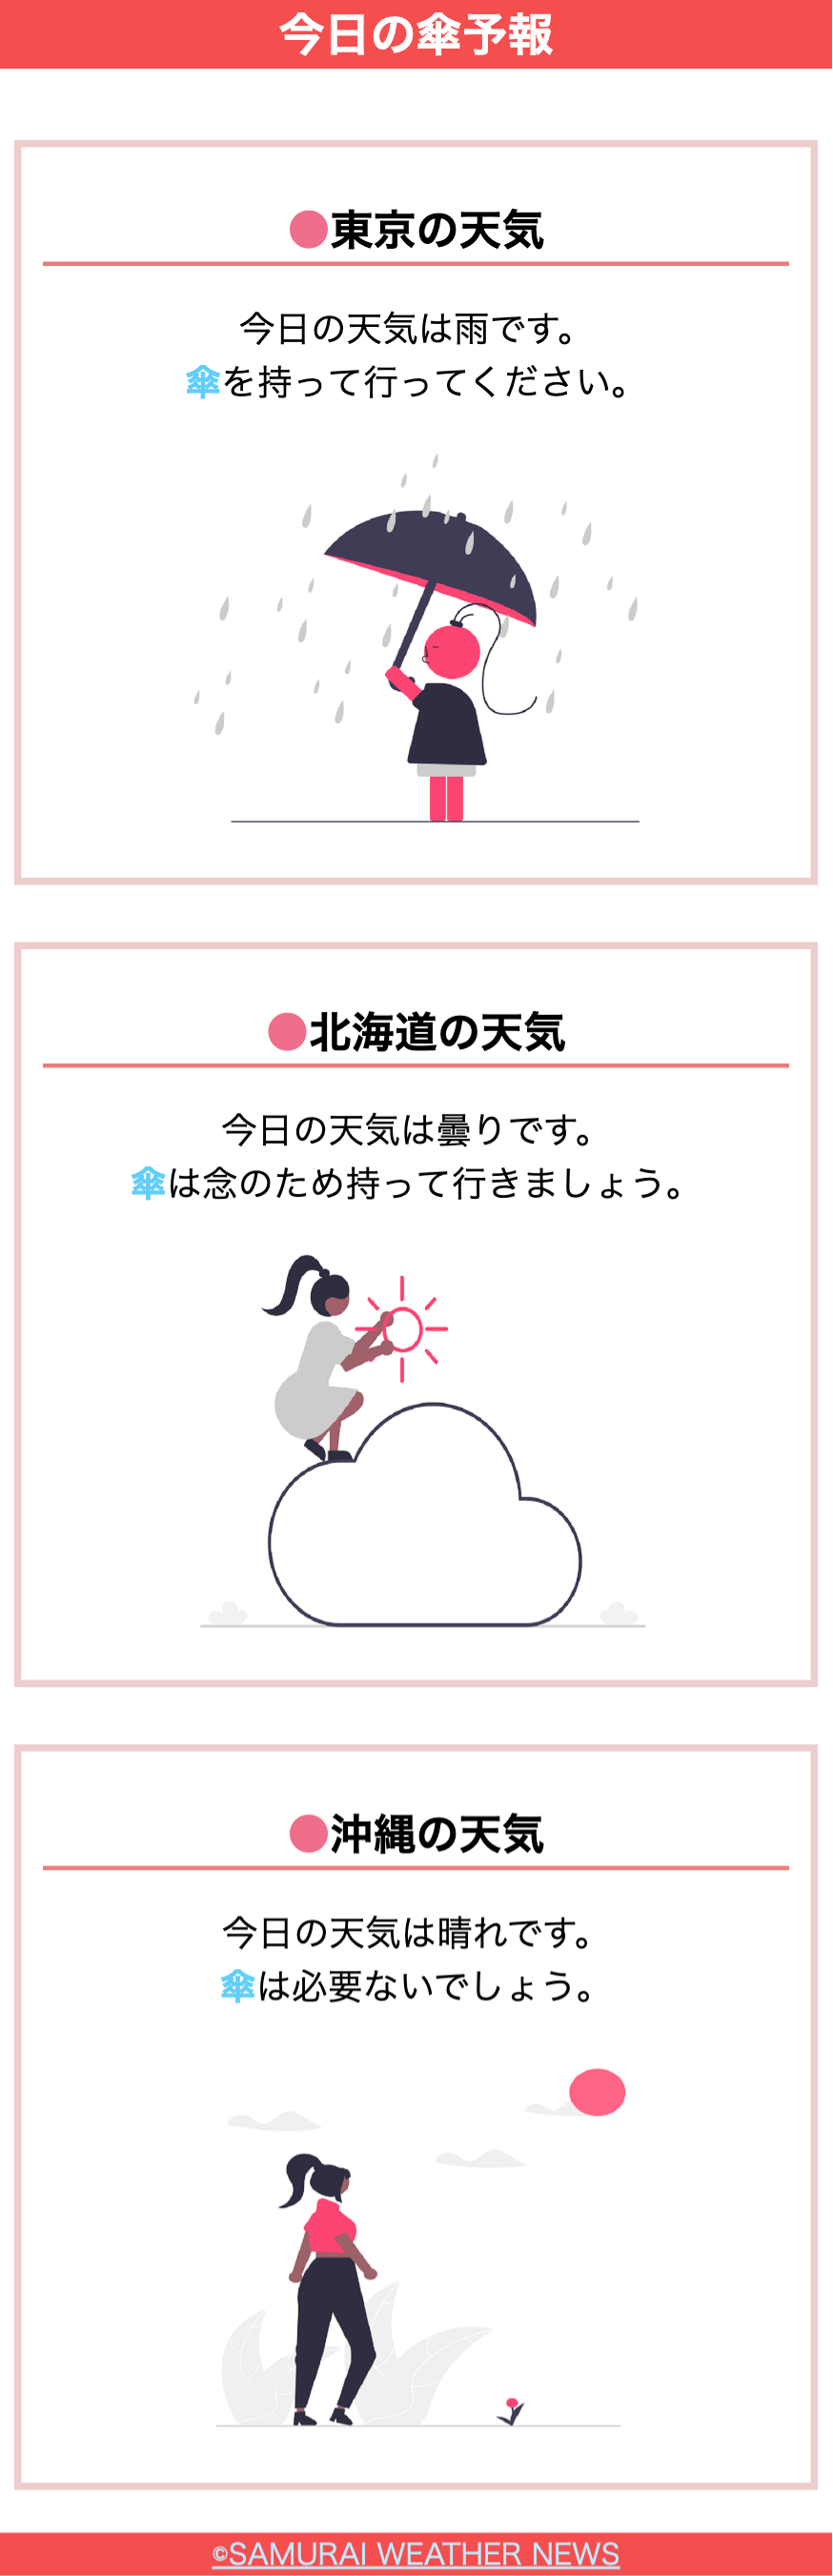 今日の傘予報
●東京の天気
今日の天気は雨です。
傘を持って行ってください。
●北海道の天気
今日の天気は曇りです。
傘は念のため持って行きましょう。
●沖縄の天気
今日の天気は晴れです。
傘は必要ないでしょう。
©SAMURAI WEATHER NEWS